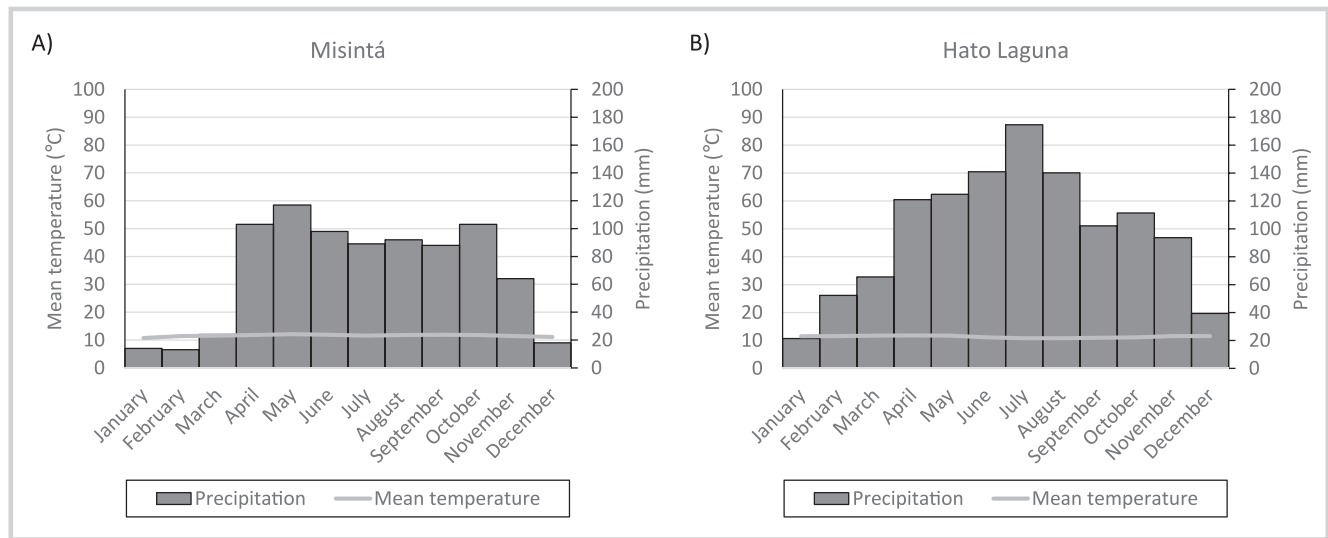 A)
Misintá
Mean temperature (°C)
100
90
80
70
60
50
40
30
20
10
0
200
180
160
140
120
100
80
60
40
20
0
Precipitation (mm)
January
February
March
April
May
June
July
August
September
October
November
December
Precipitation
Mean temperature
B)
Hato Laguna
Mean temperature (°C)
100
90
80
70
60
50
40
30
20
10
0
200
180
160
140
120
100
80
60
40
20
0
Precipitation (mm)
January
February
March
April
May
June
July
August
September
October
November
December
Precipitation
Mean temperature